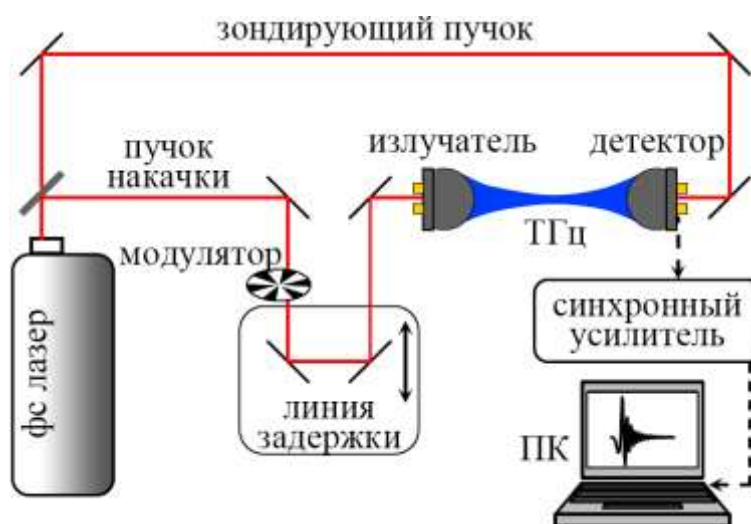 зондирующий пучок
пучок
накачки
излучатель
детектор
ТГц
модулятор
синхронный
усилитель
фс лазер
линия
задержки
ПК